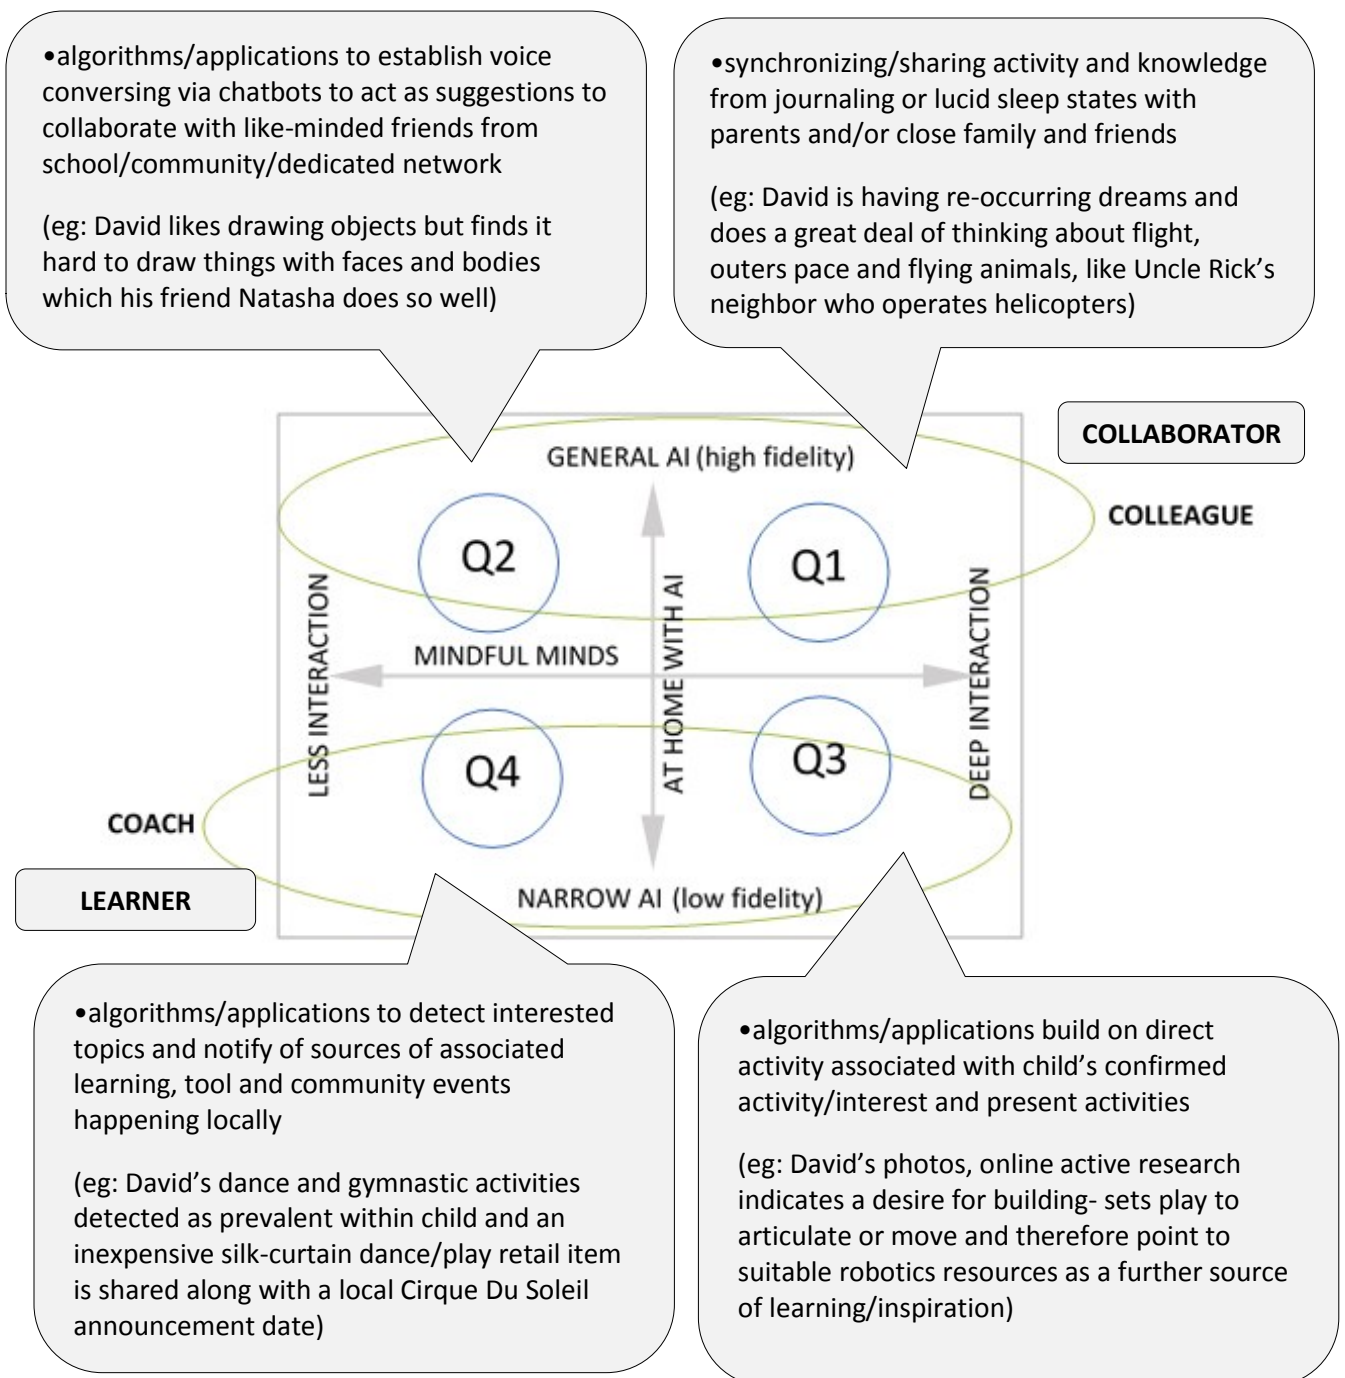 •algorithms/applications to establish voice
conversing via chatbots to act as suggestions to
collaborate with like-minded friends from
school/community/dedicated network
(eg: David likes drawing objects but finds it
hard to draw things with faces and bodies
which his friend Natasha does so well)
•synchronizing/sharing activity and knowledge
from journaling or lucid sleep states with
parents and/or close family and friends
(eg: David is having re-occurring dreams and
does a great deal of thinking about flight,
outers pace and flying animals, like Uncle Rick’s
neighbor who operates helicopters)
COLLABORATOR
GENERAL AI (high fidelity)
COLLEAGUE
Q2
Q1
LESS INTERACTION
MINDFUL MINDS
AT HOME WITH AI
DEEP INTERACTION
Q4
Q3
COACH
LEARNER
NARROW AI (low fidelity)
•algorithms/applications to detect interested
topics and notify of sources of associated
learning, tool and community events
happening locally
(eg: David’s dance and gymnastic activities
detected as prevalent within child and an
inexpensive silk-curtain dance/play retail item
is shared along with a local Cirque Du Soleil
announcement date)
•algorithms/applications build on direct
activity associated with child’s confirmed
activity/interest and present activities
(eg: David’s photos, online active research
indicates a desire for building- sets play to
articulate or move and therefore point to
suitable robotics resources as a further source
of learning/inspiration)